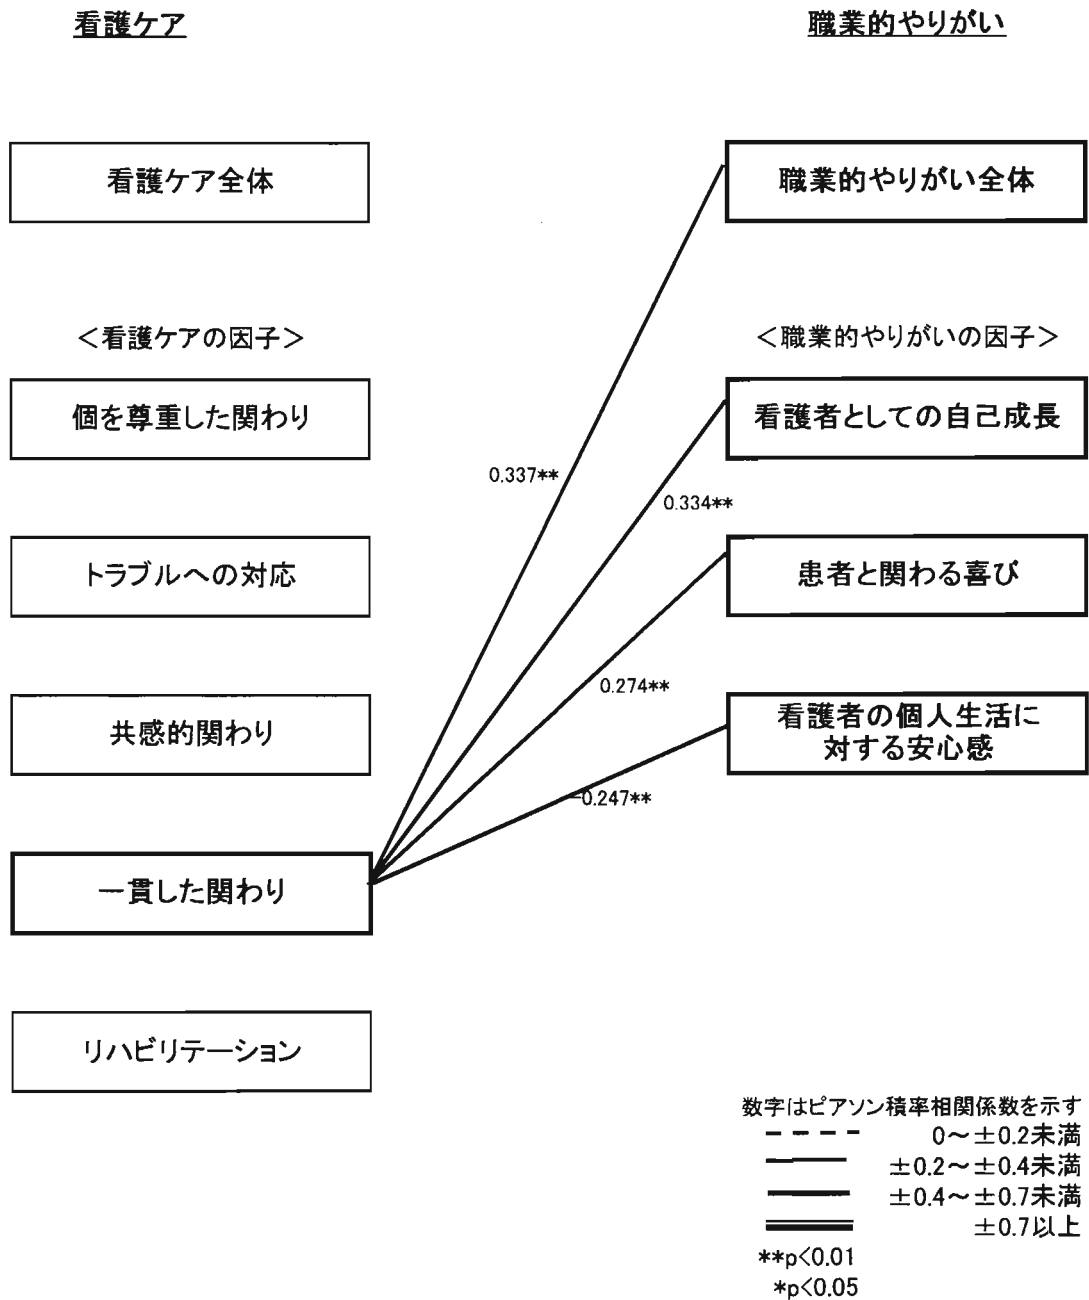 看護ケア
職業的やりがい
看護ケア全体
職業的やりがい全体
＜看護ケアの因子＞
＜職業的やりがいの因子＞
個を尊重した関わり
看護者としての自己成長
0.337**
0.334**
トラブルへの対応
患者と関わる喜び
0.274**
共感的関わり
看護者の個人生活に
対する安心感
-0.247**
一貫した関わり
リハビリテーション
数字はピアソン積率相関係数を示す
0～±0.2未満
±0.2～±0.4未満
±0.4～±0.7未満
±0.7以上
**p<0.01
*p<0.05